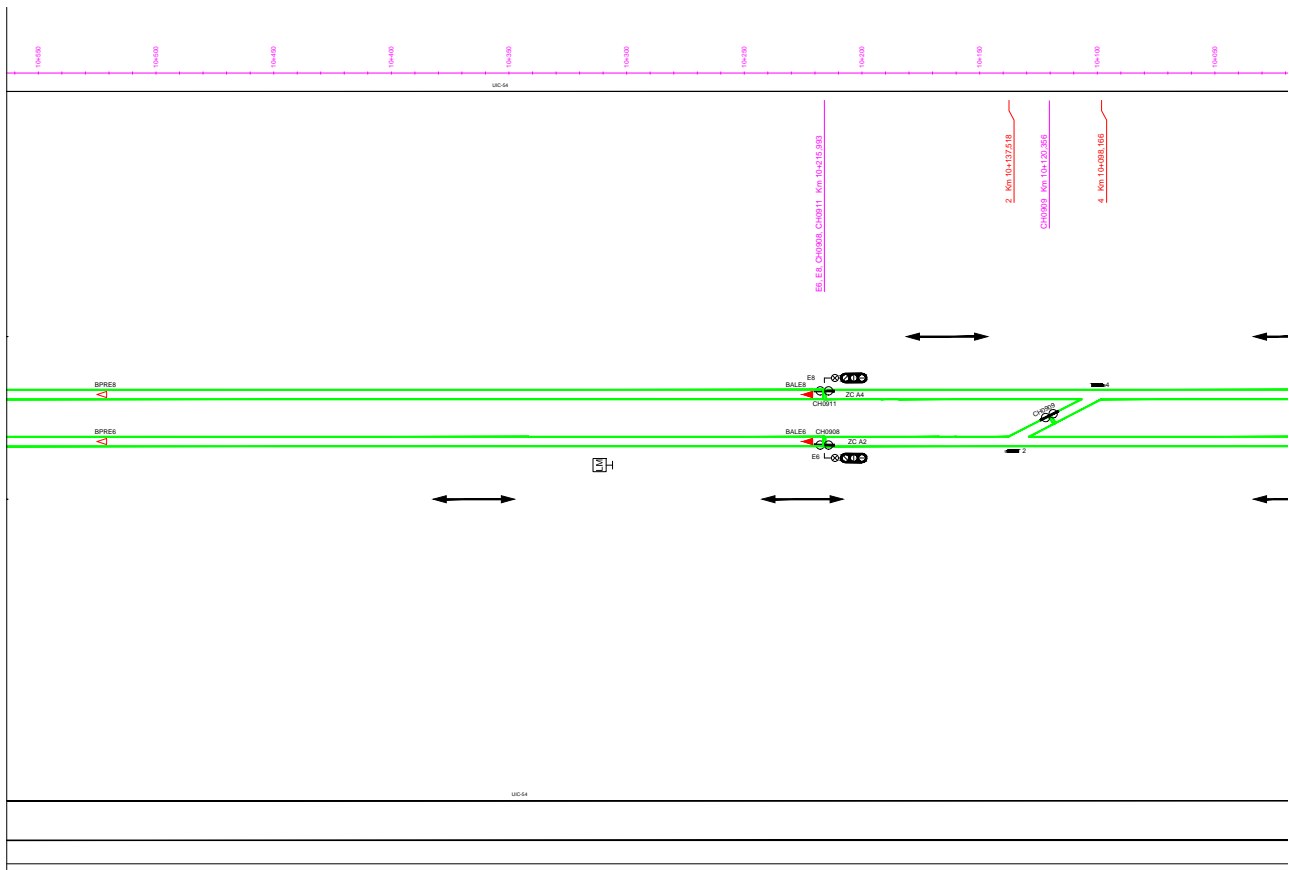 10+550
10+500
10+450
10+400
10+350
10+300
10+250
10+200
10+150
10+100
10+050
UIC-54
E6, E8, CH0908, CH0911 Km 10+215,993
2 Km 10+137,518
CH0909 Km 10+120,356
4 Km 10+098,166
BPRE8
BALE8
E8
ZC A4
CH0911
4
CH0909
BPRE6
BALE6
CH0908
ZC A2
E6
2
LM
UIC-54